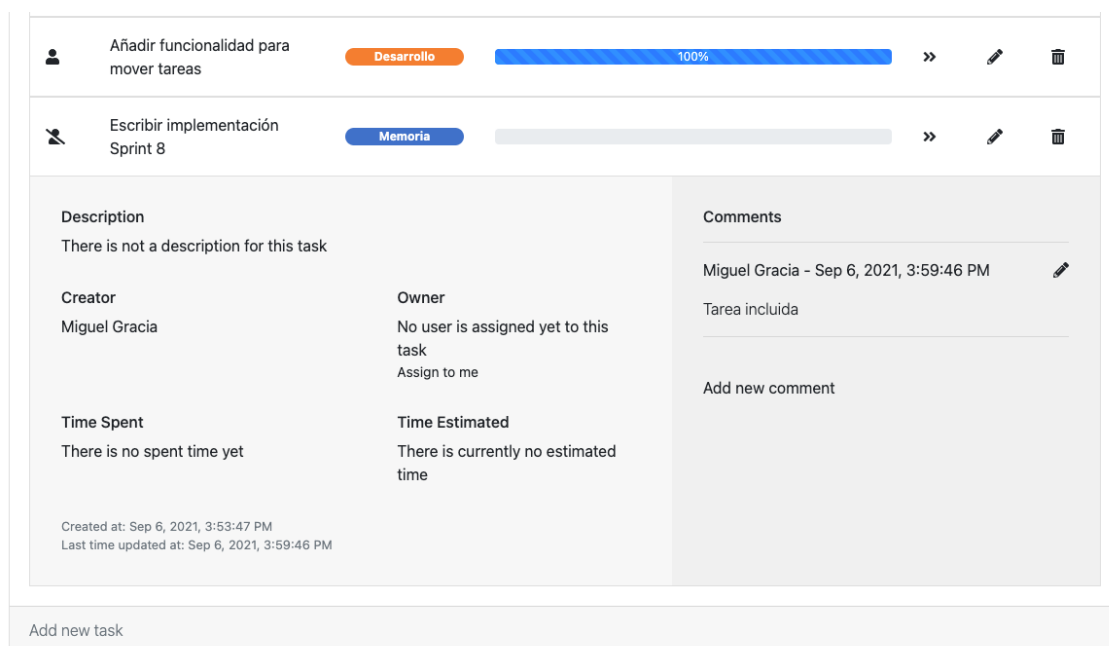 Añadir funcionalidad para
mover tareas
Desarrollo
100%
Escribir implementación
Sprint 8
Memoria
Description
There is not a description for this task
Creator
Miguel Gracia
Owner
No user is assigned yet to this
task
Assign to me
Time Spent
There is no spent time yet
Time Estimated
There is currently no estimated
time
Created at: Sep 6, 2021, 3:53:47 PM
Last time updated at: Sep 6, 2021, 3:59:46 PM
Comments
Miguel Gracia - Sep 6, 2021, 3:59:46 PM
Tarea incluida
Add new comment
Add new task